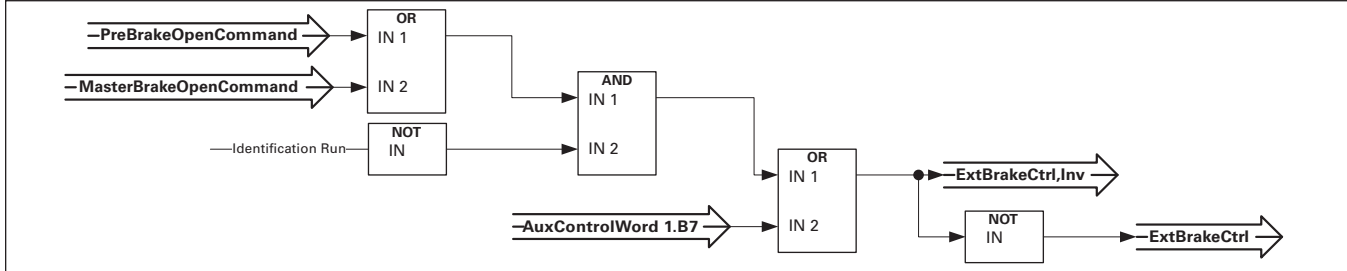 OR
PreBrakeOpenCommand
IN 1
MasterBrakeOpenCommand
IN 2
AND
IN 1
NOT
Identification Run
IN
IN 2
OR
IN 1
ExtBrakeCtrl,Inv
AuxControlWord 1.B7
IN 2
NOT
IN
ExtBrakeCtrl